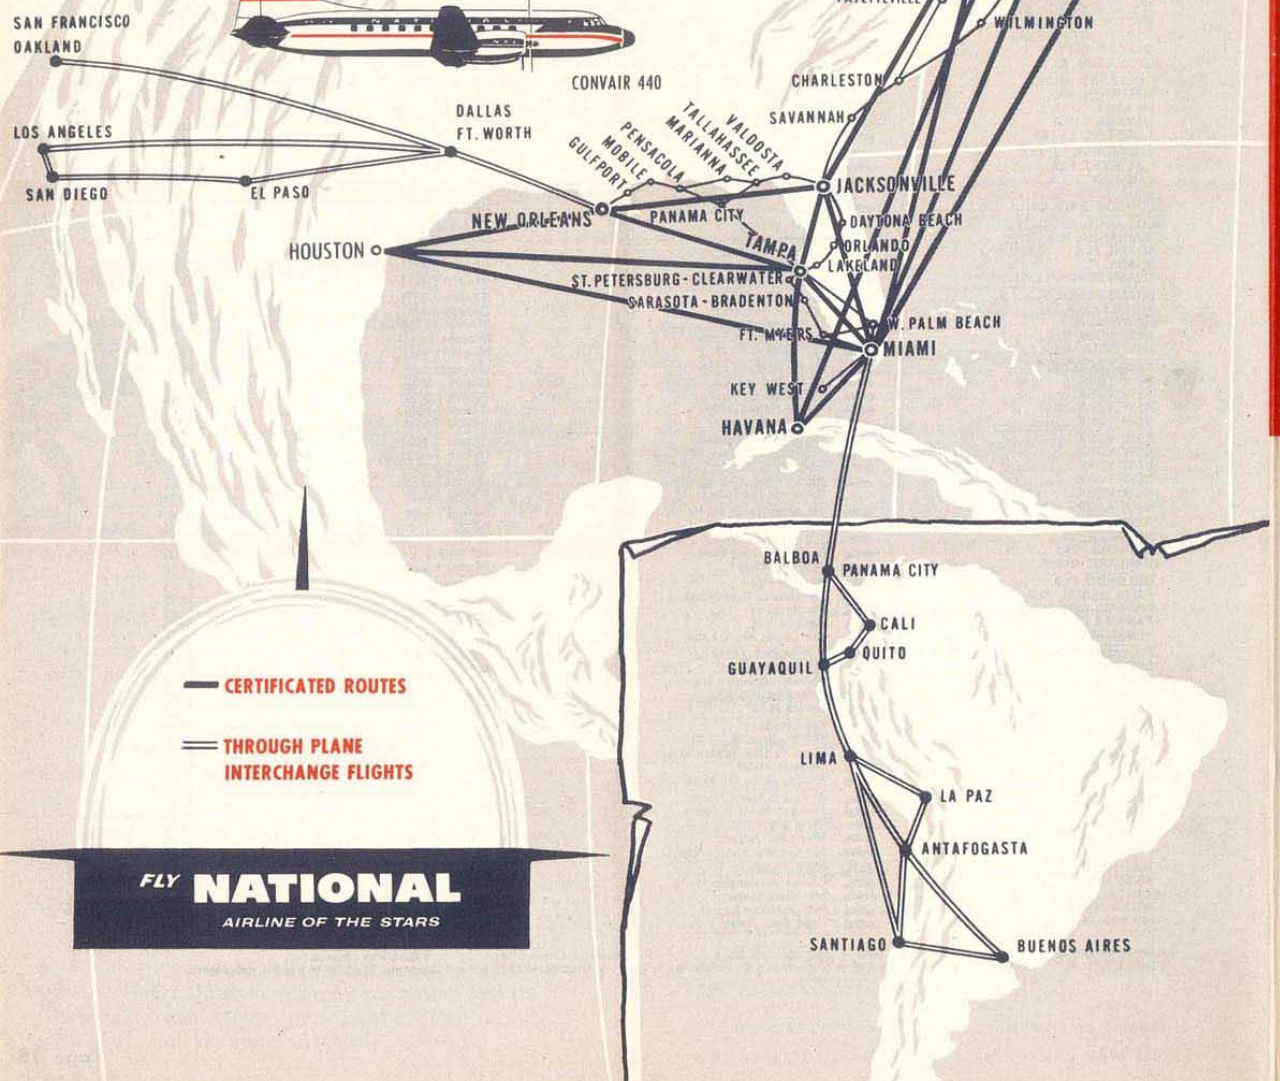 SAN FRANCISCO
OAKLAND
NATIONAL
CONVAIR 440
WILMINGTON
CHARLESTON
SAVANNAH
DALLAS
FT. WORTH
LOS ANGELES
SAN DIEGO
EL PASO
VALDOSTA
TALLAHASSEE
MARIANNA
PENSACOLA
MOBILE
GULFPORT
JACKSONVILLE
NEW ORLEANS
PANAMA CITY
DAYTONA BEACH
HOUSTON
TAMPA
ORLANDO
LAKELAND
ST. PETERSBURG - CLEARWATER
SARASOTA - BRADENTON
FT. MYERS
W. PALM BEACH
MIAMI
KEY WEST
HAVANA
BALBOA
PANAMA CITY
CALI
QUITO
GUAYAQUIL
LIMA
LA PAZ
ANTAFOGASTA
SANTIAGO
BUENOS AIRES
CERTIFICATED ROUTES
THROUGH PLANE
INTERCHANGE FLIGHTS
FLY NATIONAL
AIRLINE OF THE STARS